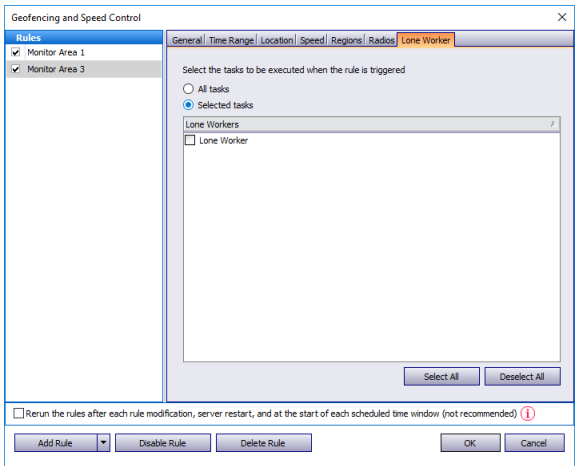 Geofencing and Speed Control
Rules
Monitor Area 1
Monitor Area 3
General Time Range Location Speed Regions Radios Lone Worker
Select the tasks to be executed when the rule is triggered
All tasks
Selected tasks
Lone Workers
Lone Worker
Select All Deselect All
Rerun the rules after each rule modification, server restart, and at the start of each scheduled time window (not recommended)
Add Rule Disable Rule Delete Rule OK Cancel